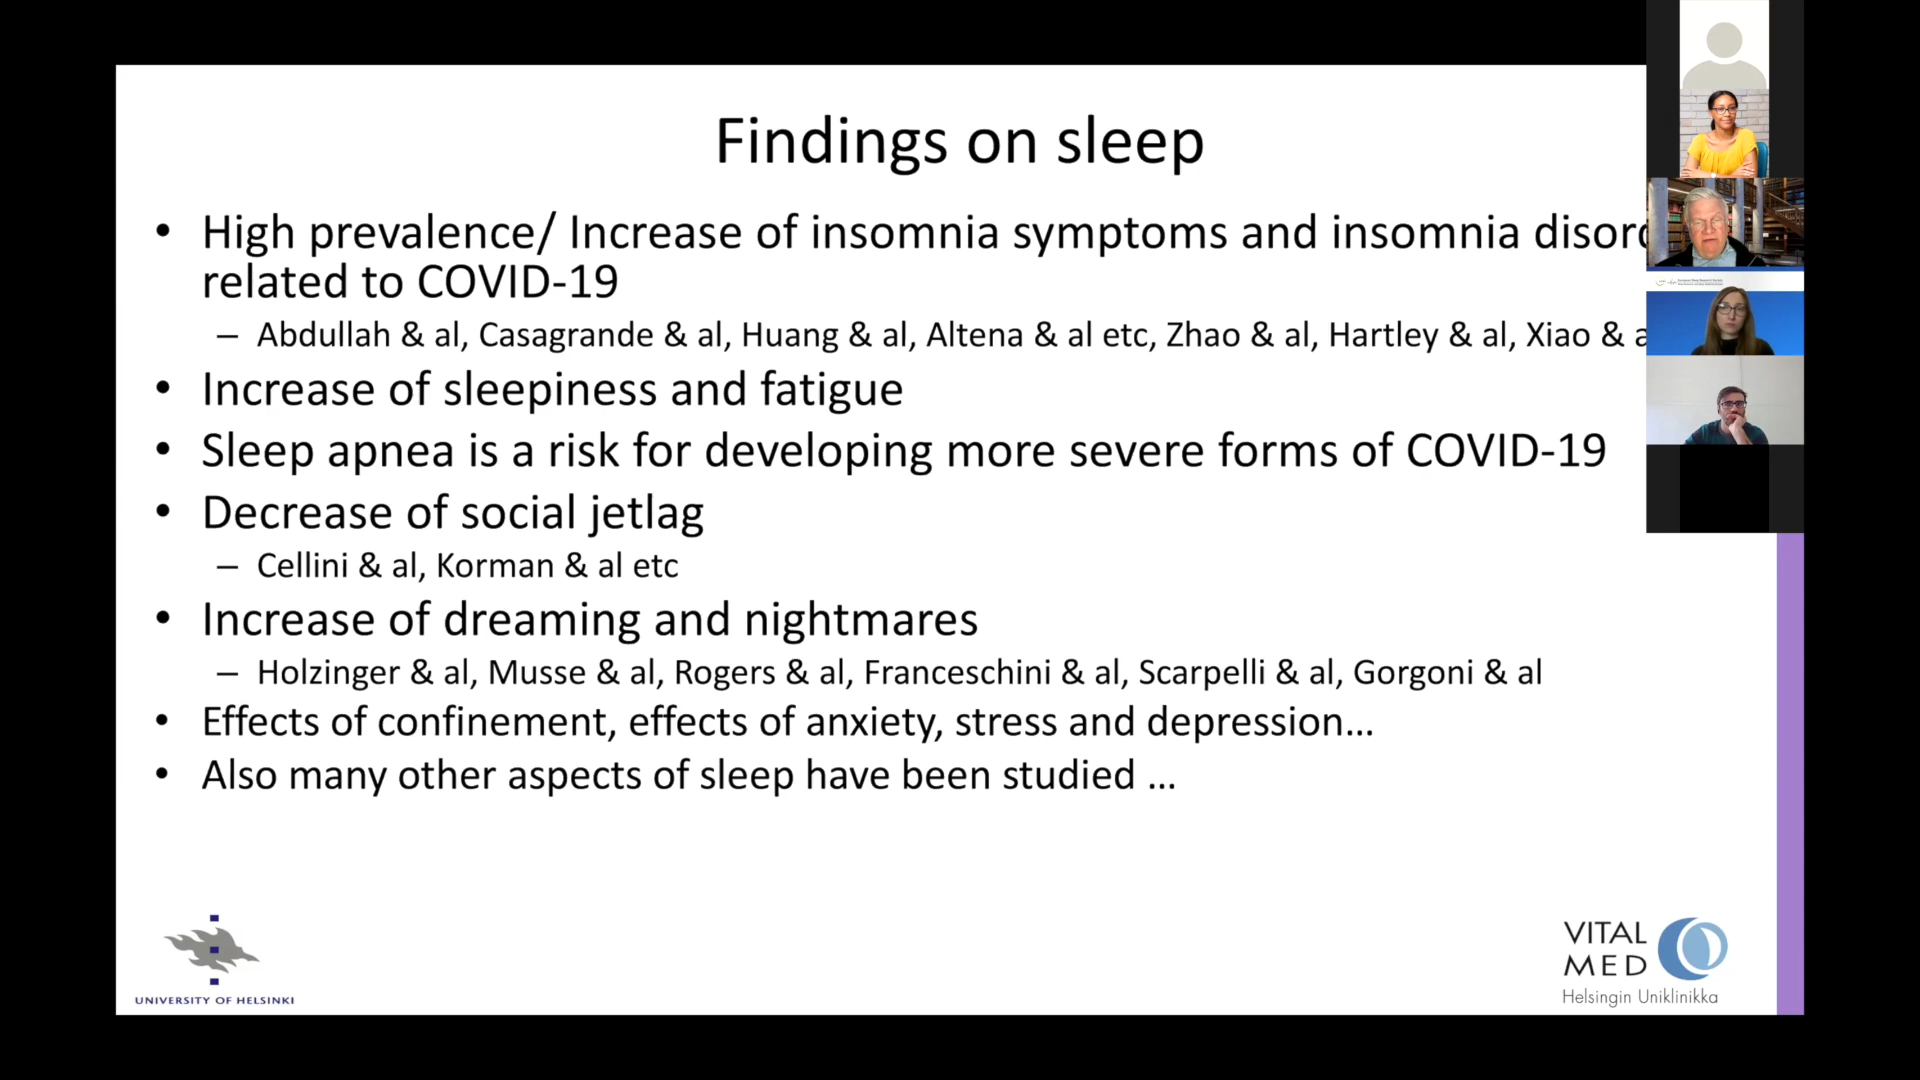 Findings on sleep
• High prevalence/ Increase of insomnia symptoms and insomnia
related to COVID-19
– Abdullah & al, Casagrande & al, Huang & al, Altena & al etc, Zhao & al, Hartley & al, Xiao &
• Increase of sleepiness and fatigue
• Sleep apnea is a risk for developing more severe forms of COVID-19
• Decrease of social jetlag
– Cellini & al, Korman & al etc
• Increase of dreaming and nightmares
– Holzinger & al, Musse & al, Rogers & al, Franceschini & al, Scarpelli & al, Gorgoni & al
• Effects of confinement, effects of anxiety, stress and depression...
• Also many other aspects of sleep have been studied ...
UNIVERSITY OF HELSINKI
VITAL
MED
Helsingin Uniklinikka